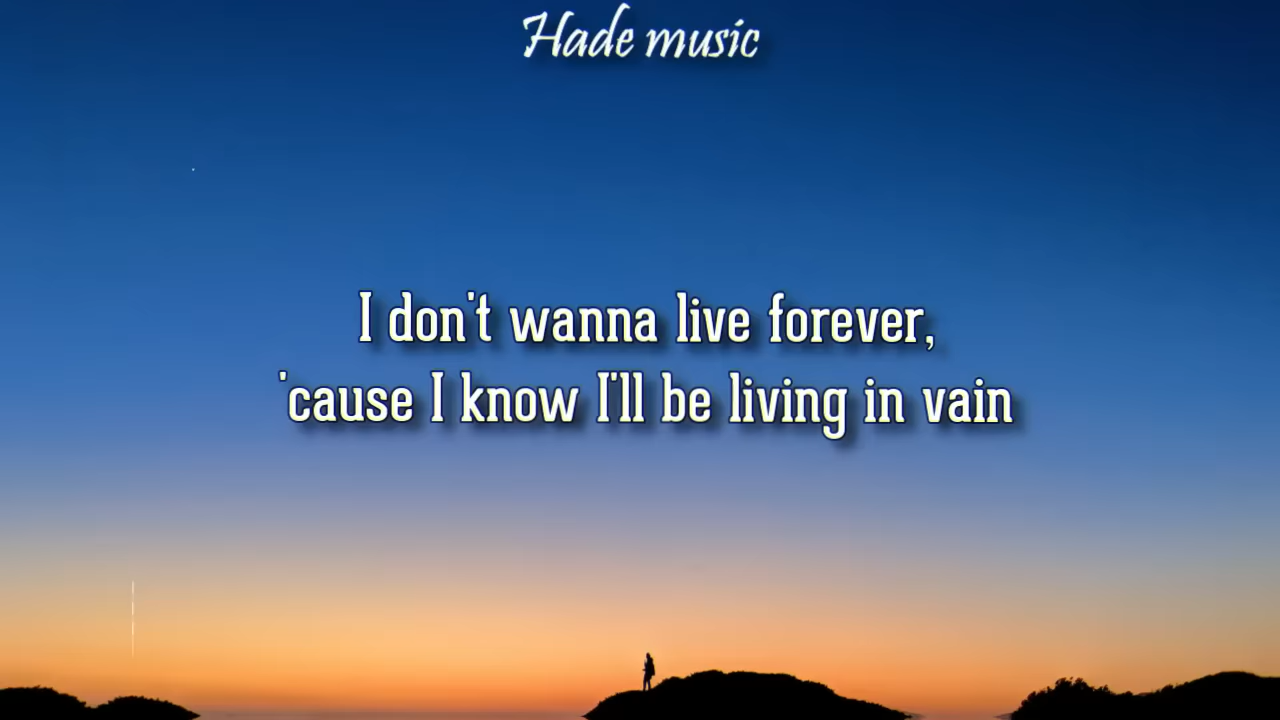 Hade music
I don't wanna live forever,
'cause I know I'll be living in vain